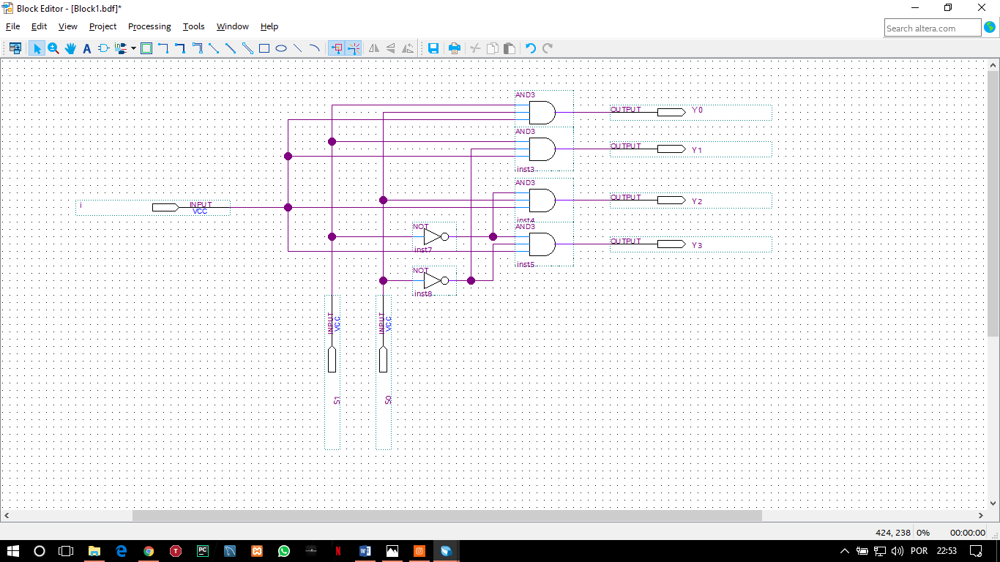 Block Editor - [Block1.bdf]*
File Edit View Project Processing Tools Window Help
Search altera.com
AND3
OUTPUT Y0
AND3
OUTPUT Y1
inst3
AND3
i INPUT
VCC
OUTPUT Y2
inst4
AND3
NOT
OUTPUT Y3
inst7
inst5
NOT
inst8
INPUT
VCC
INPUT
VCC
S1
S0
424, 238 0% 00:00:00
POR 22:53